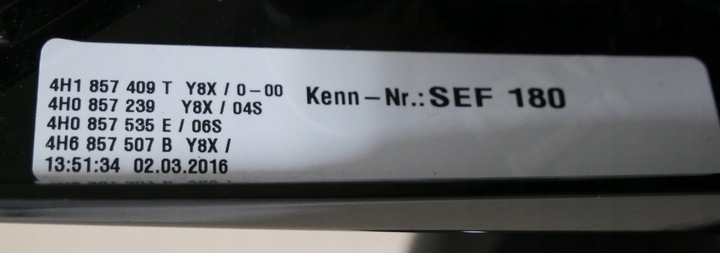 4H1 857 409 T Y8X / 0-00
4H0 857 239 Y8X / 04S
4H0 857 535 E / 06S
4H6 857 507 B Y8X /
13:51:34 02.03.2016
Kenn-Nr.: SEF 180